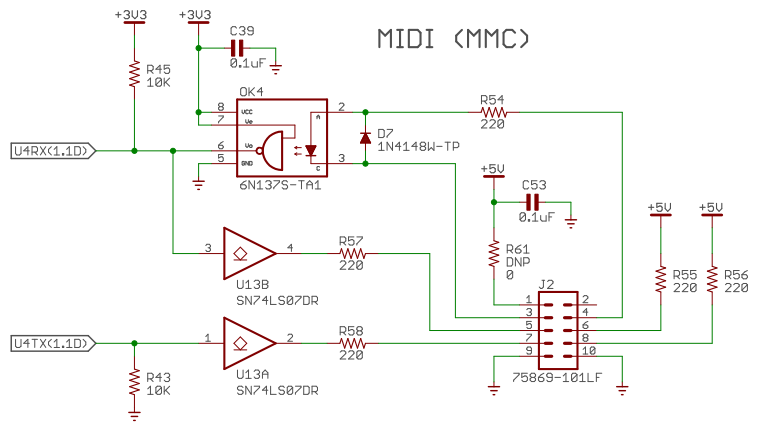 +3V3
+3V3
C39
0.1uF
MIDI (MMC)
R45
10K
OK4
8
VCC
7
Ve
6
Vo
5
GND
A
2
C
3
6N137S-TA1
R54
220
D7
1N4148W-TP
U4RX(1.1D)
+5V
C53
0.1uF
+5V
+5V
3
4
U13B
SN74LS07DR
R57
220
R61
DNP
0
R55
220
R56
220
J2
1
2
3
4
5
6
7
8
9
10
75869-101LF
U4TX(1.1D)
1
2
U13A
SN74LS07DR
R58
220
R43
10K